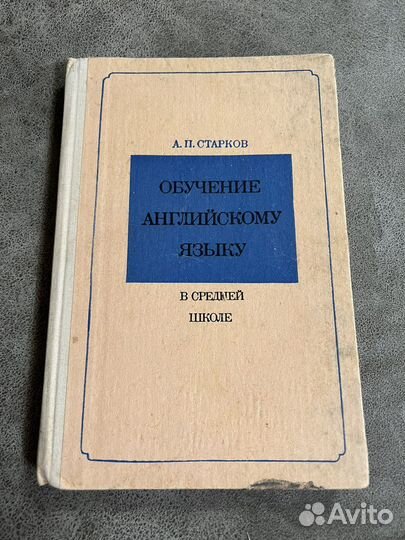 А. П. СТАРКОВ
ОБУЧЕНИЕ
АНГЛИЙСКОМУ
ЯЗЫКУ
В СРЕДНЕЙ
ШКОЛЕ
Avito